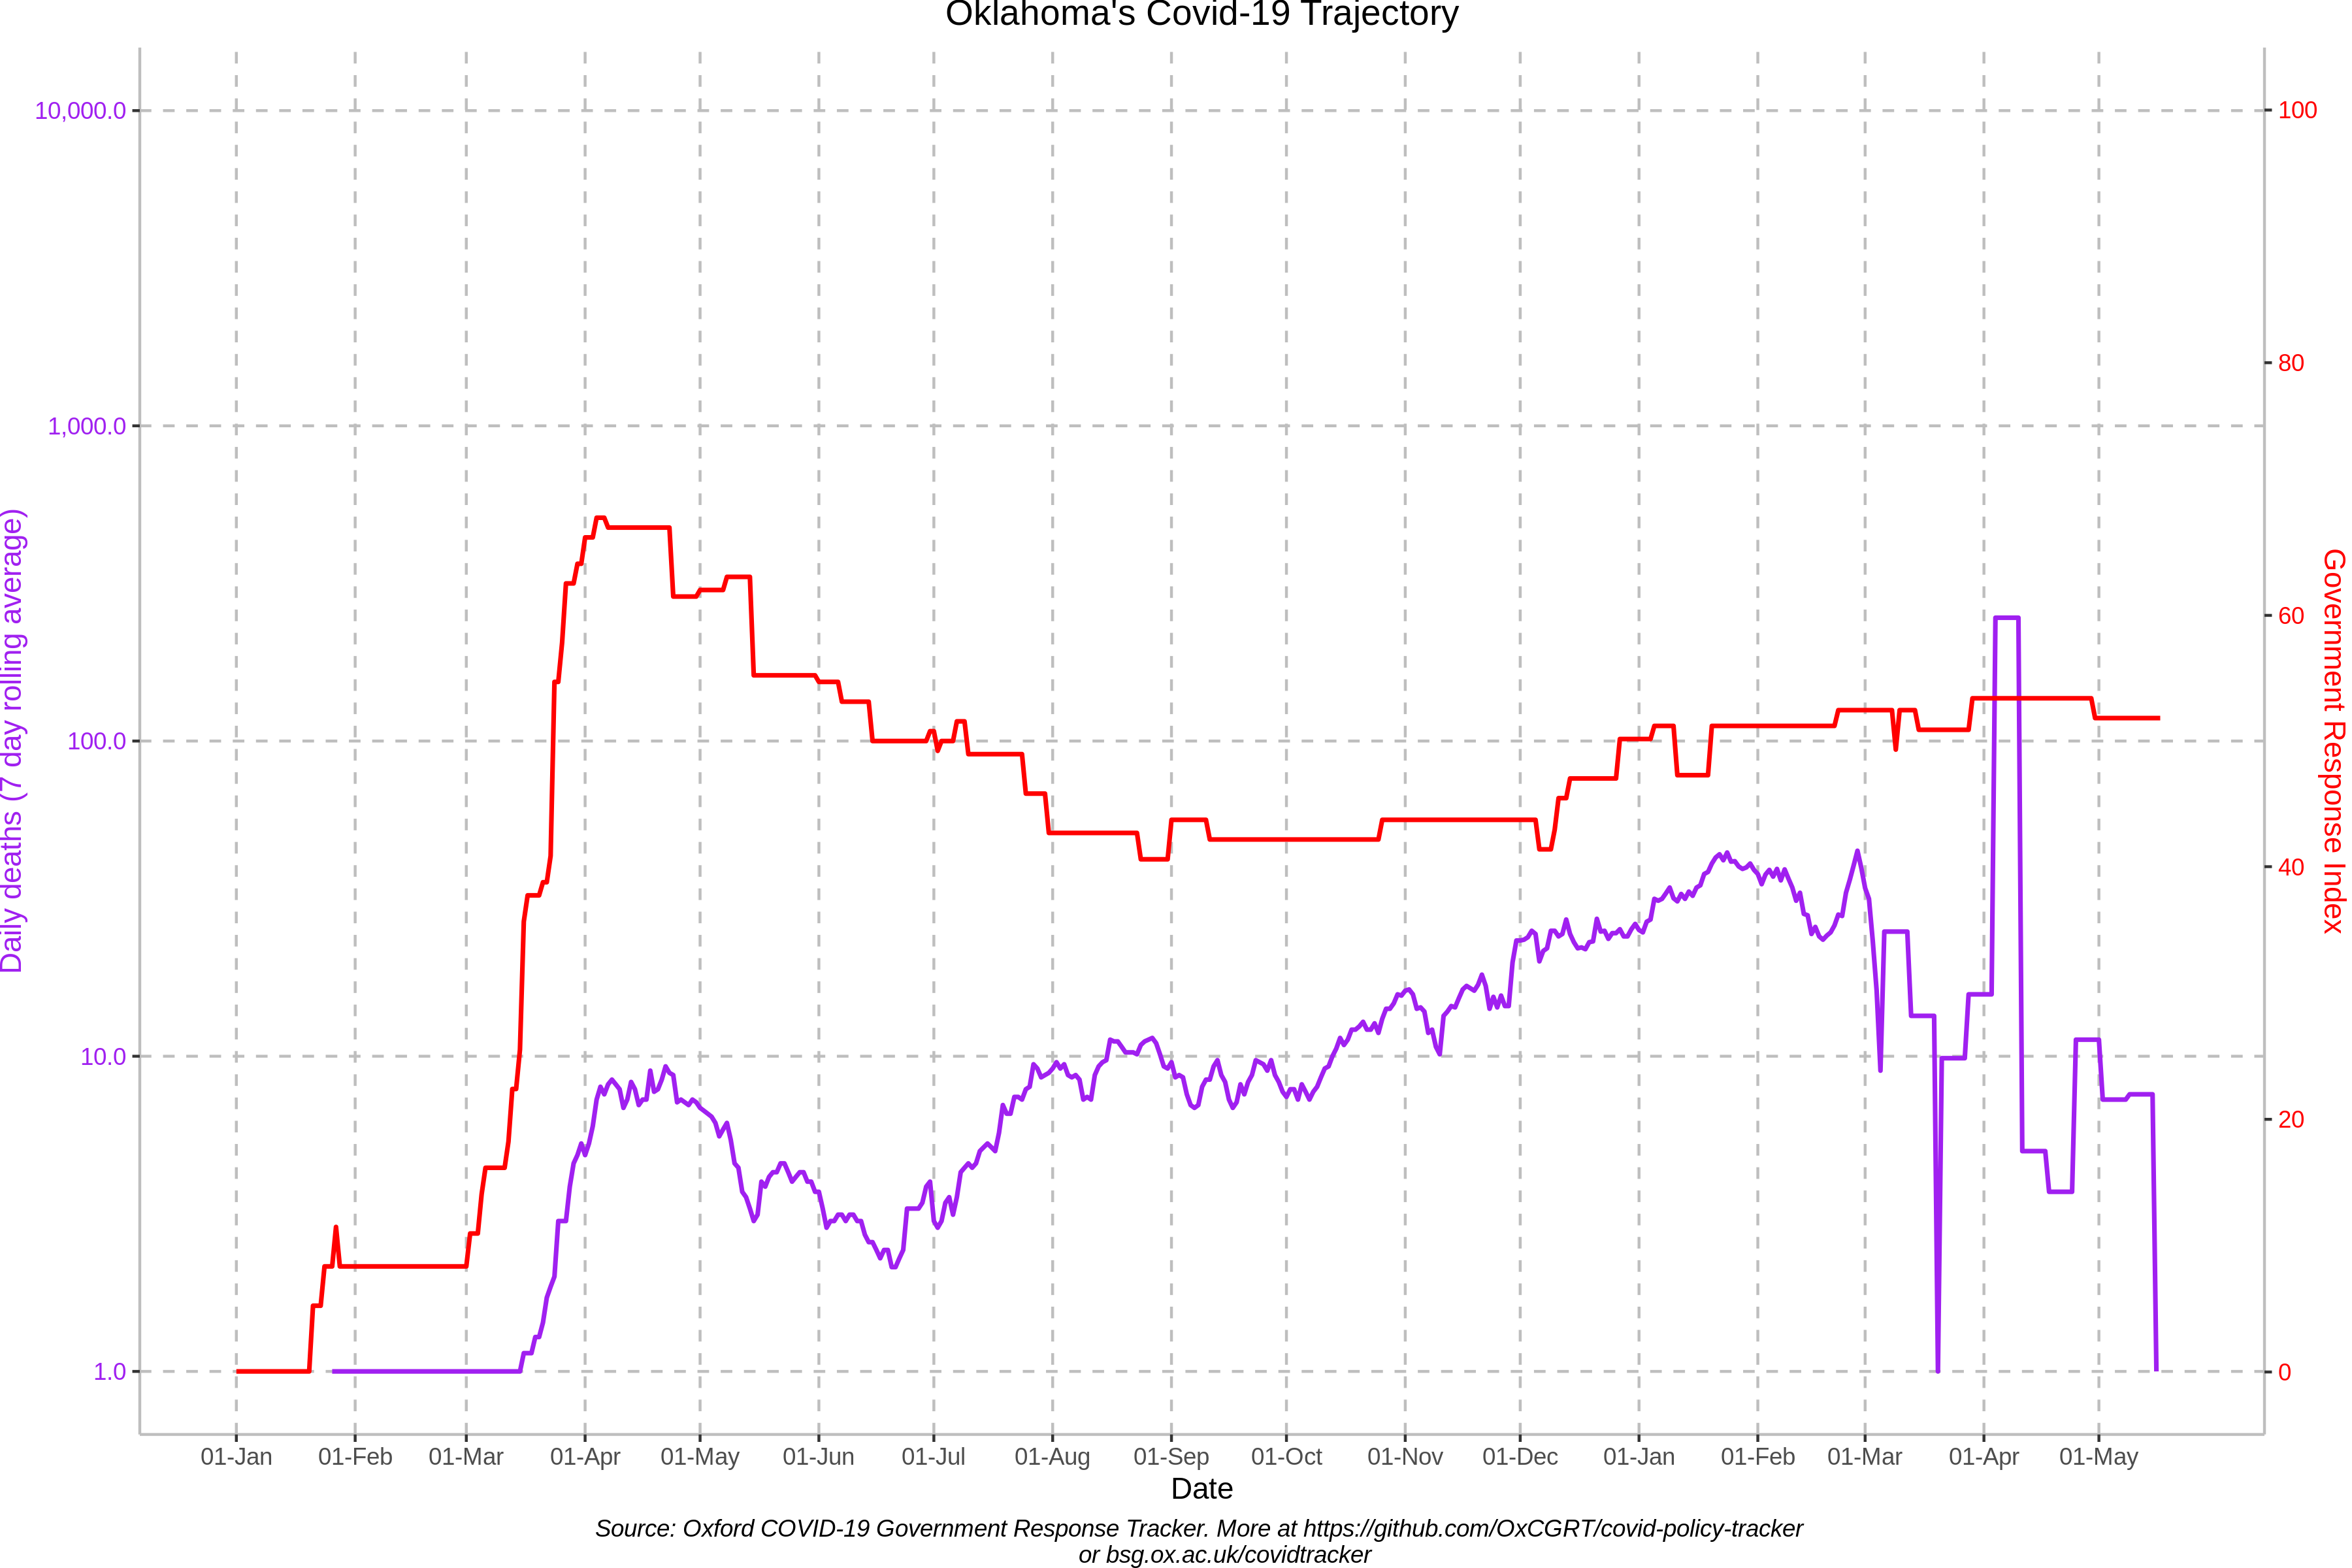 Oklahoma's Covid-19 Trajectory
10,000.0
1,000.0
100.0
10.0
1.0
Daily deaths (7 day rolling average)
100
80
60
40
20
0
Government Response Index
01-Jan 01-Feb 01-Mar 01-Apr 01-May 01-Jun 01-Jul 01-Aug 01-Sep 01-Oct 01-Nov 01-Dec 01-Jan 01-Feb 01-Mar 01-Apr 01-May
Date
Source: Oxford COVID-19 Government Response Tracker. More at https://github.com/OxCGRT/covid-policy-tracker
or bsg.ox.ac.uk/covidtracker